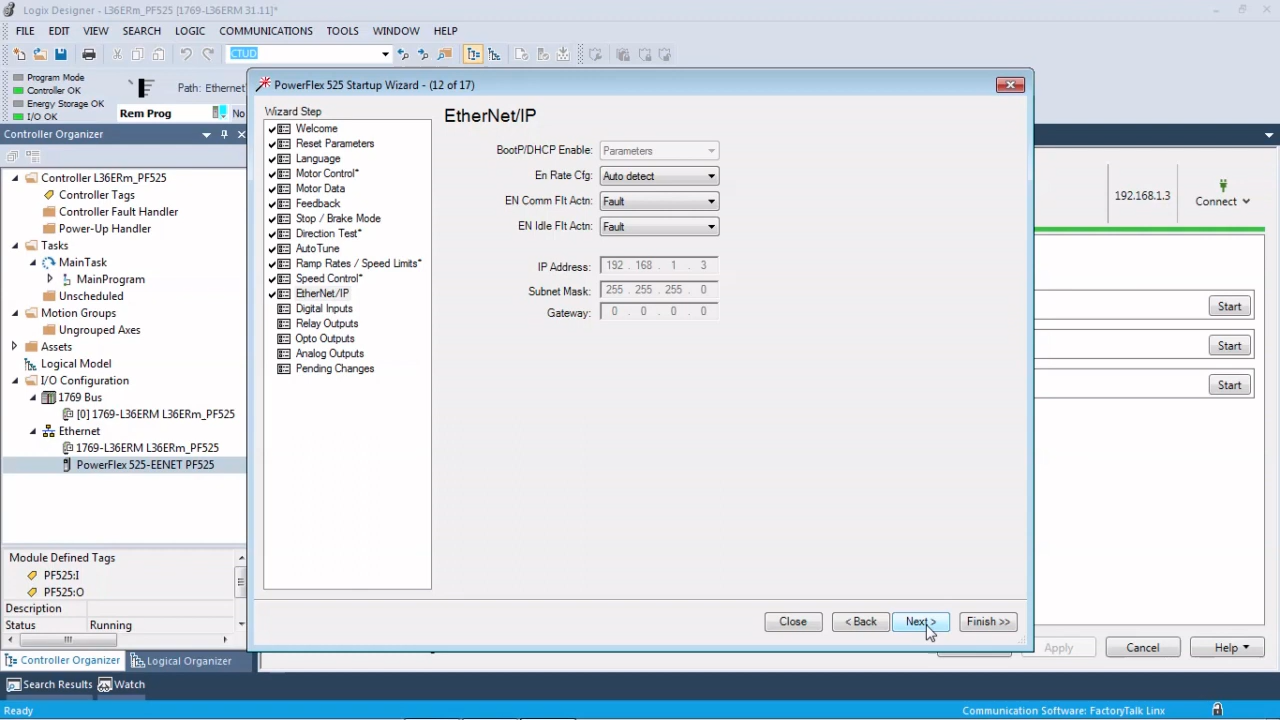 Logix Designer - L36ERm_PF525 [1769-L36ERM 31.11]*
FILE EDIT VIEW SEARCH LOGIC COMMUNICATIONS TOOLS WINDOW HELP
CTUD
Program Mode
Controller OK
Energy Storage OK
I/O OK
Path: Ethernet
Rem Prog
No
Controller Organizer
Controller L36ERm_PF525
Controller Tags
Controller Fault Handler
Power-Up Handler
Tasks
MainTask
MainProgram
Unscheduled
Motion Groups
Ungrouped Axes
Assets
Logical Model
I/O Configuration
1769 Bus
[0] 1769-L36ERM L36ERm_PF525
Ethernet
1769-L36ERM L36ERm_PF525
PowerFlex 525-EENET PF525
Module Defined Tags
PF525:I
PF525:O
Description
Status Running
Controller Organizer Logical Organizer
Search Results Watch
Ready
PowerFlex 525 Startup Wizard - (12 of 17)
Wizard Step
Welcome
Reset Parameters
Language
Motor Control*
Motor Data
Feedback
Stop / Brake Mode
Direction Test*
AutoTune
Ramp Rates / Speed Limits*
Speed Control*
EtherNet/IP
Digital Inputs
Relay Outputs
Opto Outputs
Analog Outputs
Pending Changes
EtherNet/IP
BootP/DHCP Enable: Parameters
En Rate Cfg: Auto detect
EN Comm Flt Actn: Fault
EN Idle Flt Actn: Fault
IP Address: 192 . 168 . 1 . 3
Subnet Mask: 255 . 255 . 255 . 0
Gateway: 0 . 0 . 0 . 0
Close < Back Next > Finish >>
192.168.1.3
Connect
Start
Start
Start
Apply Cancel Help
Communication Software: FactoryTalk Linx